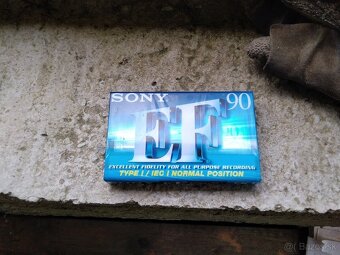 SONY
EF 90
EXCELLENT FIDELITY FOR ALL PURPOSE RECORDING
TYPE I / IEC I NORMAL POSITION